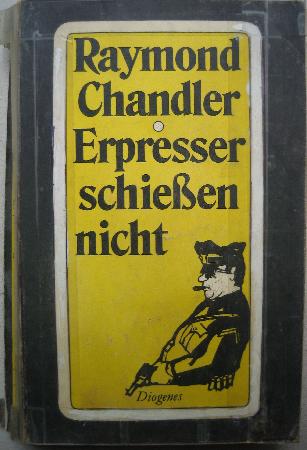 Raymond
Chandler
Erpresser
schießen
nicht
Diogenes